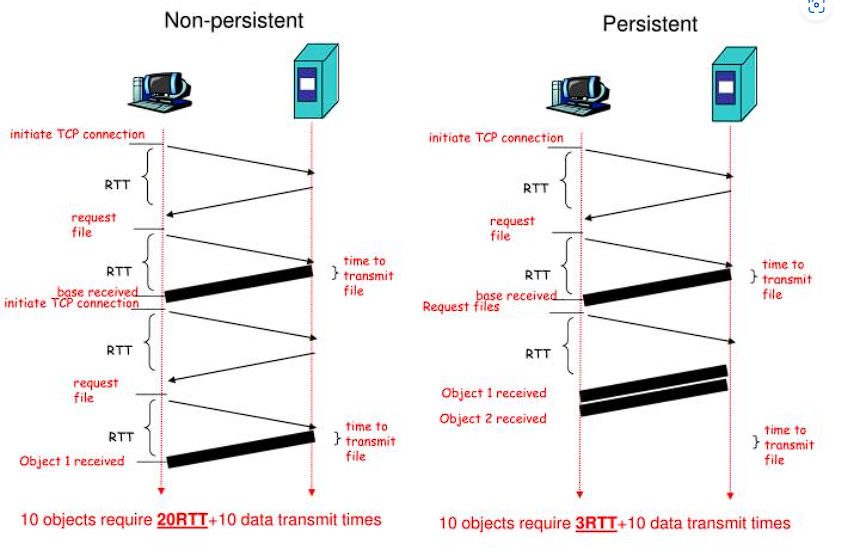 Non-persistent
initiate TCP connection
RTT
request
file
RTT
time to
transmit
file
base received
initiate TCP connection
RTT
request
file
RTT
time to
transmit
file
Object 1 received
10 objects require 20RTT+10 data transmit times
Persistent
initiate TCP connection
RTT
request
file
RTT
time to
transmit
file
base received
Request files
RTT
Object 1 received
Object 2 received
time to
transmit
file
10 objects require 3RTT+10 data transmit times